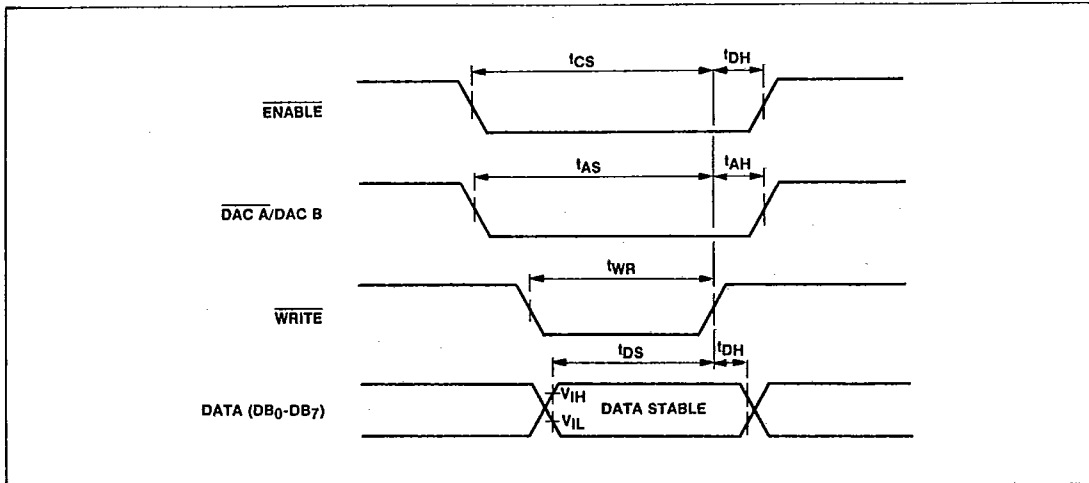 tCS tDH
ENABLE
tAS tAH
DAC A/DAC B
tWR
WRITE
tDS tDH
VIH
DATA (DB0-DB7) DATA STABLE
VIL